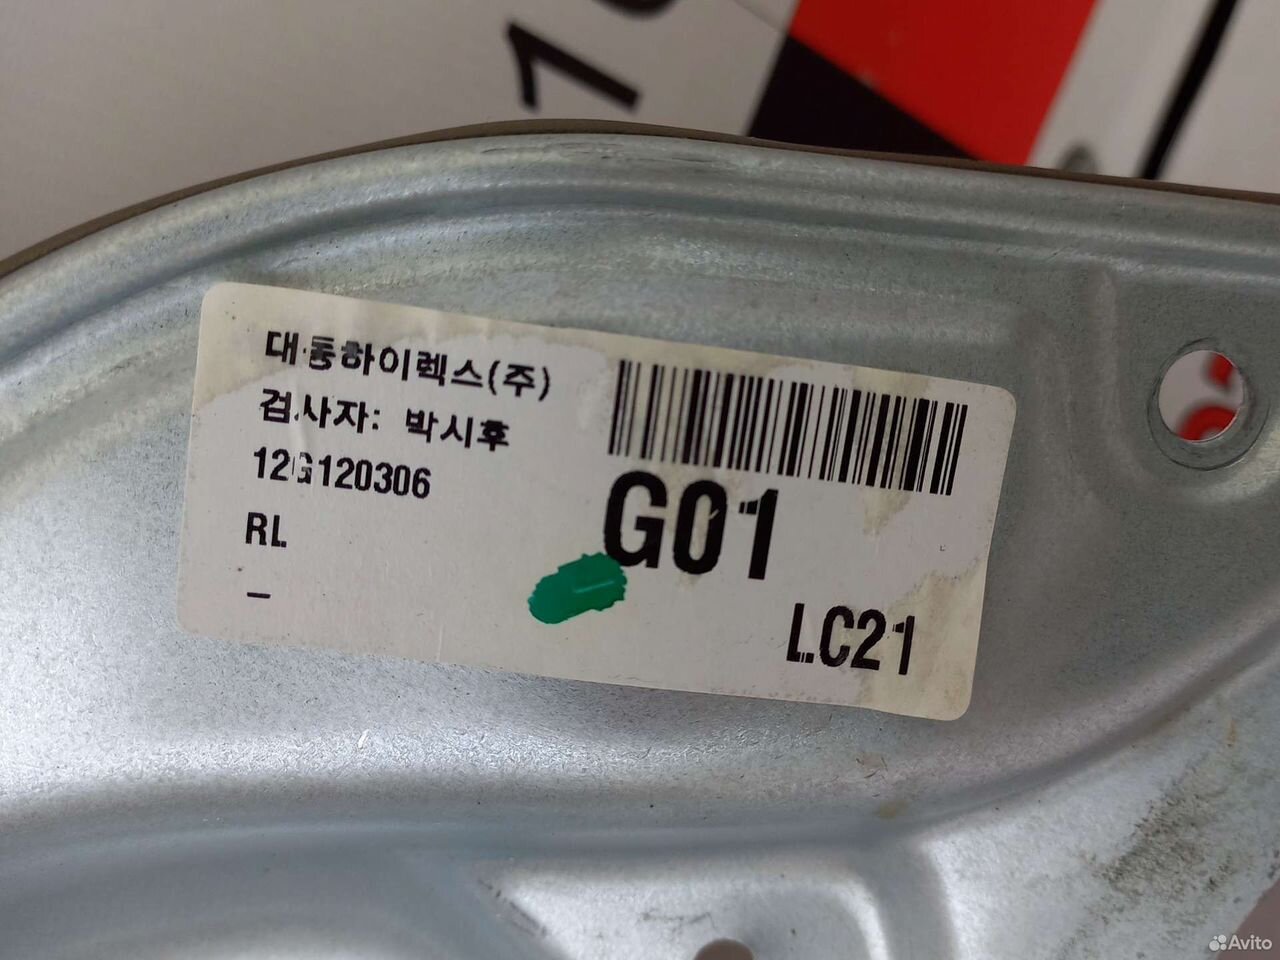 대동하이렉스(주)
검사자: 박시후
12G120306
RL
-
G01
LC21
Avito